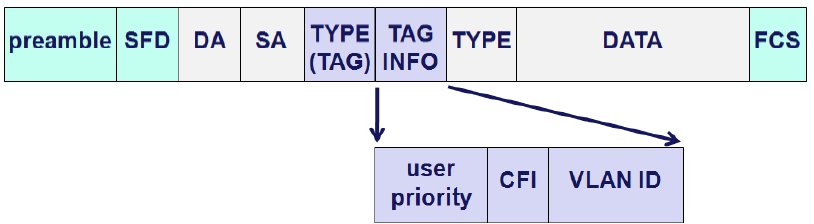 preamble SFD DA SA TYPE (TAG) TAG INFO TYPE DATA FCS
user priority CFI VLAN ID